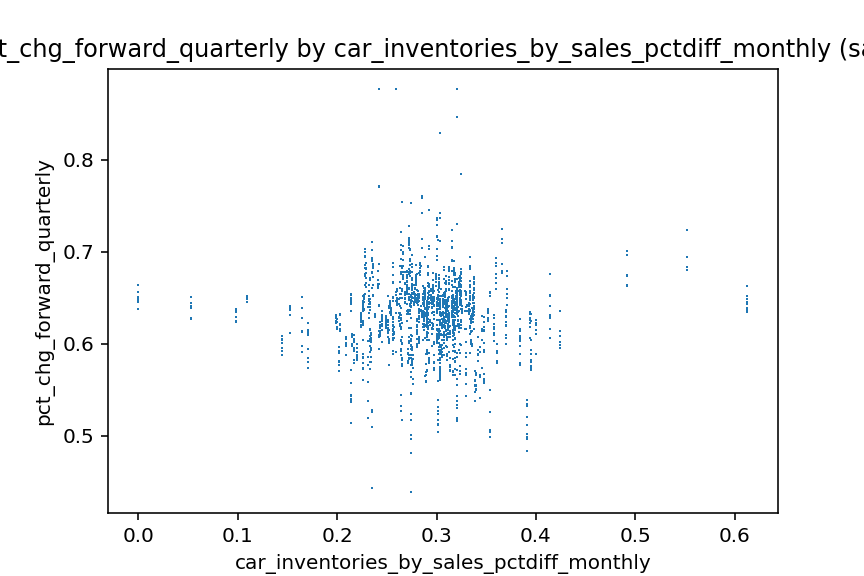 t_chg_forward_quarterly by car_inventories_by_sales_pctdiff_monthly (sa
pct_chg_forward_quarterly
0.8
0.7
0.6
0.5
0.0 0.1 0.2 0.3 0.4 0.5 0.6
car_inventories_by_sales_pctdiff_monthly